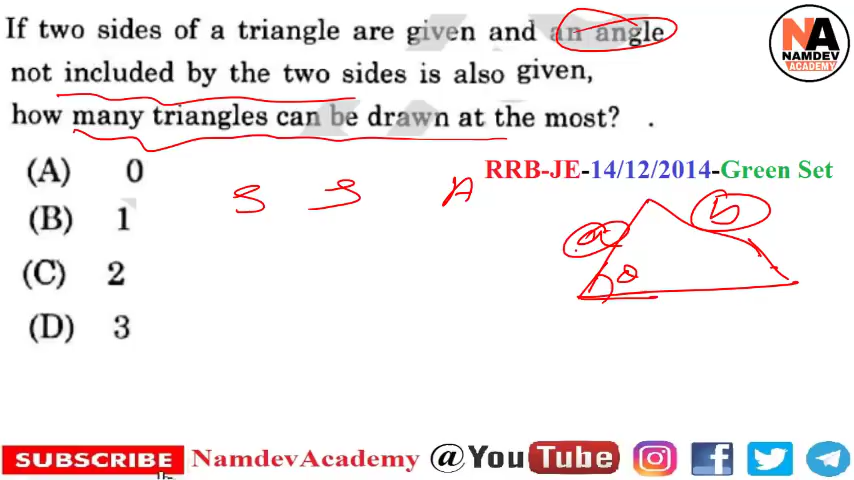 If two sides of a triangle are given and an angle
not included by the two sides is also given,
how many triangles can be drawn at the most? .
NA
NAMDEV
ACADEMY
RRB-JE-14/12/2014-Green Set
(A) 0
(B) 1
(C) 2
(D) 3
S S A
a b
θ
SUBSCRIBE NamdevAcademy @YouTube